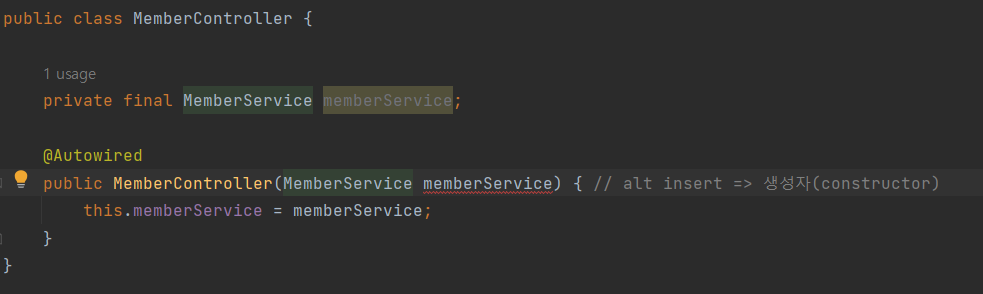 public class MemberController {
1 usage
private final MemberService memberService;
@Autowired
public MemberController(MemberService memberService) { // alt insert => 생성자(constructor)
this.memberService = memberService;
}
}